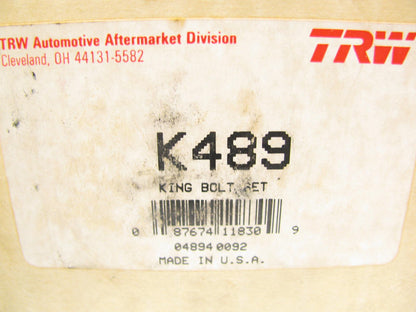 TRW Automotive Aftermarket Division
Cleveland, OH 44131-5582
TRW
K489
KING BOLT SET
0 87674 11830 9
04894 0092
MADE IN U.S.A.